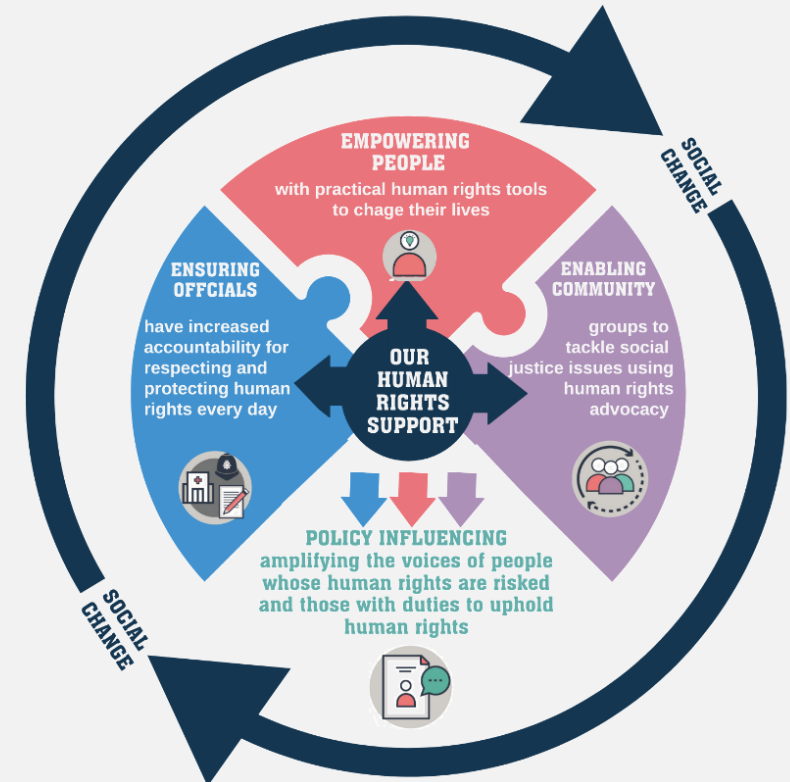 EMPOWERING
PEOPLE
with practical human rights tools
to chage their lives
SOCIAL
CHANGE
ENSURING
OFFCIALS
have increased
accountability for
respecting and
protecting human
rights every day
ENABLING
COMMUNITY
groups to
tackle social
justice issues using
human rights
advocacy
OUR
HUMAN
RIGHTS
SUPPORT
POLICY INFLUENCING
amplifying the voices of people
whose human rights are risked
and those with duties to uphold
human rights
SOCIAL
CHANGE